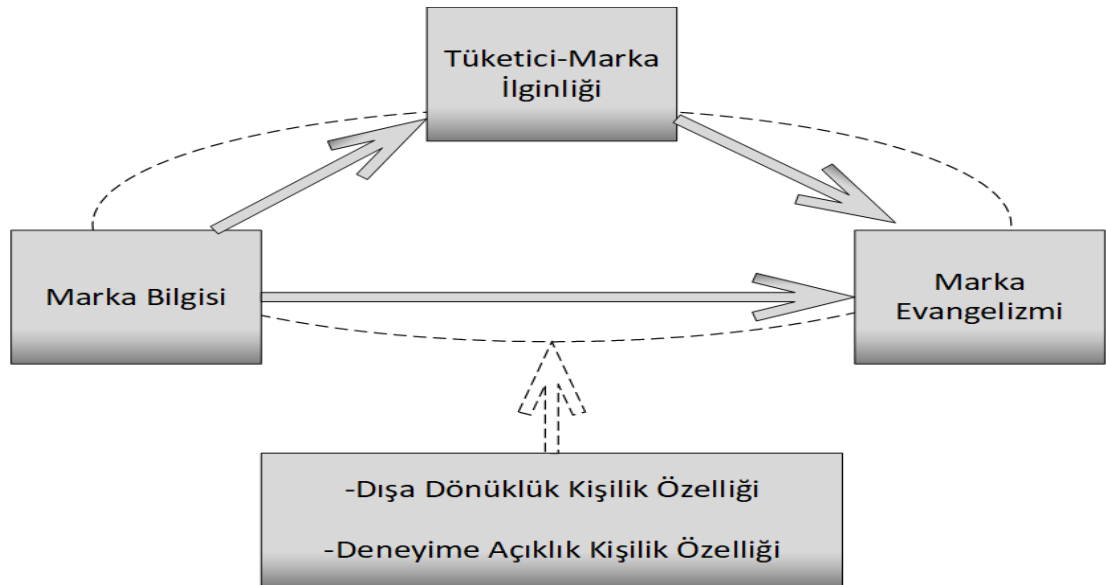 Tüketici-Marka
İlginliği
Marka Bilgisi
Marka
Evangelizmi
-Dışa Dönüklük Kişilik Özelliği
-Deneyime Açıklık Kişilik Özelliği